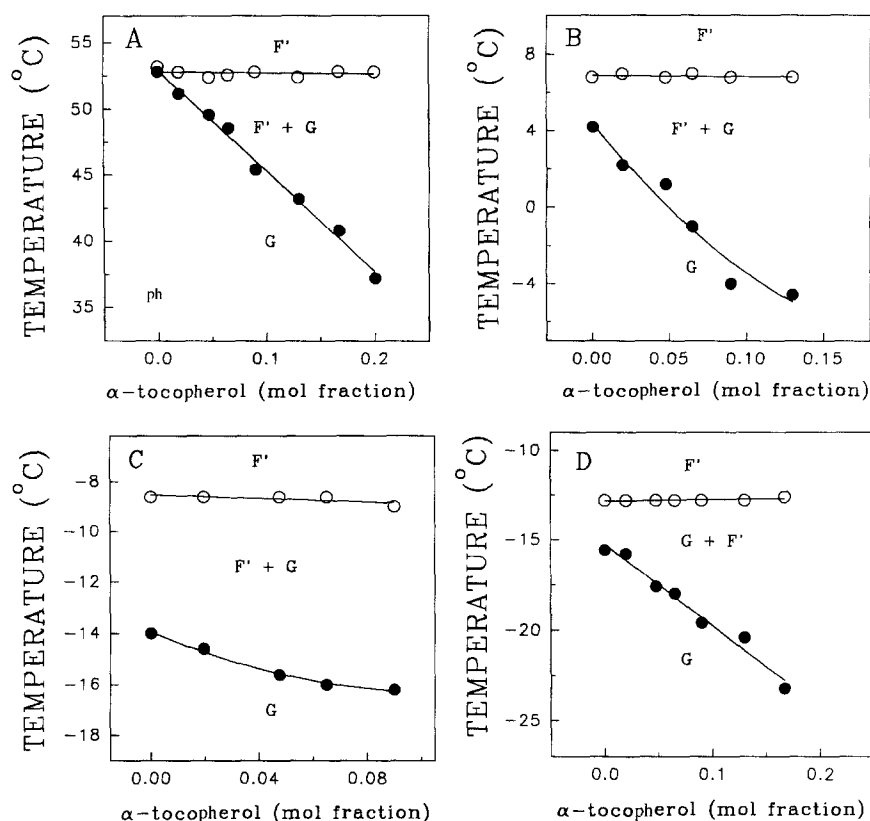 A
F'
F' + G
G
ph
TEMPERATURE (°C)
55
50
45
40
35
0.0 0.1 0.2
α-tocopherol (mol fraction)
B
F'
F' + G
G
TEMPERATURE (°C)
8
4
0
-4
0.00 0.05 0.10 0.15
α-tocopherol (mol fraction)
C
F'
F' + G
G
TEMPERATURE (°C)
-8
-10
-12
-14
-16
-18
0.00 0.04 0.08
α-tocopherol (mol fraction)
D
F'
G + F'
G
TEMPERATURE (°C)
-10
-15
-20
-25
0.0 0.1 0.2
α-tocopherol (mol fraction)